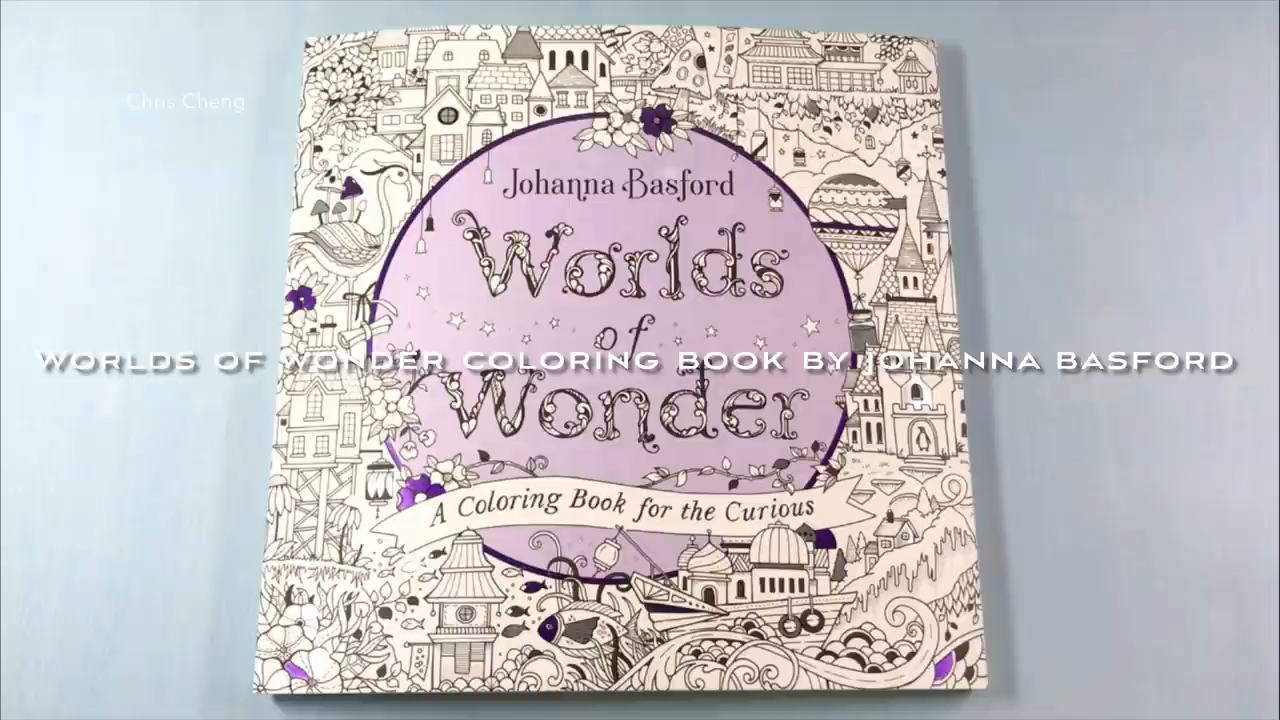 Chris Cheng
Johanna Basford
Worlds
of
WORLDS OF WONDER COLORING BOOK BY JOHANNA BASFORD
Wonder
A Coloring Book for the Curious